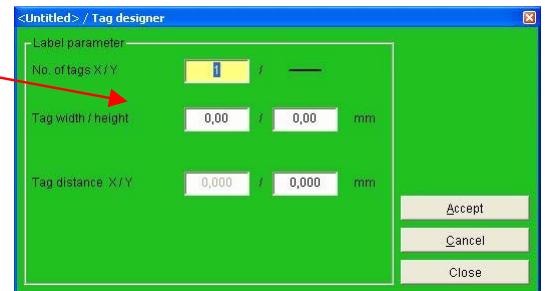 <Untitled> / Tag designer
Label parameter
No. of tags X / Y 1 /
Tag width / height 0,00 / 0,00 mm
Tag distance X / Y 0,000 / 0,000 mm
Accept
Cancel
Close